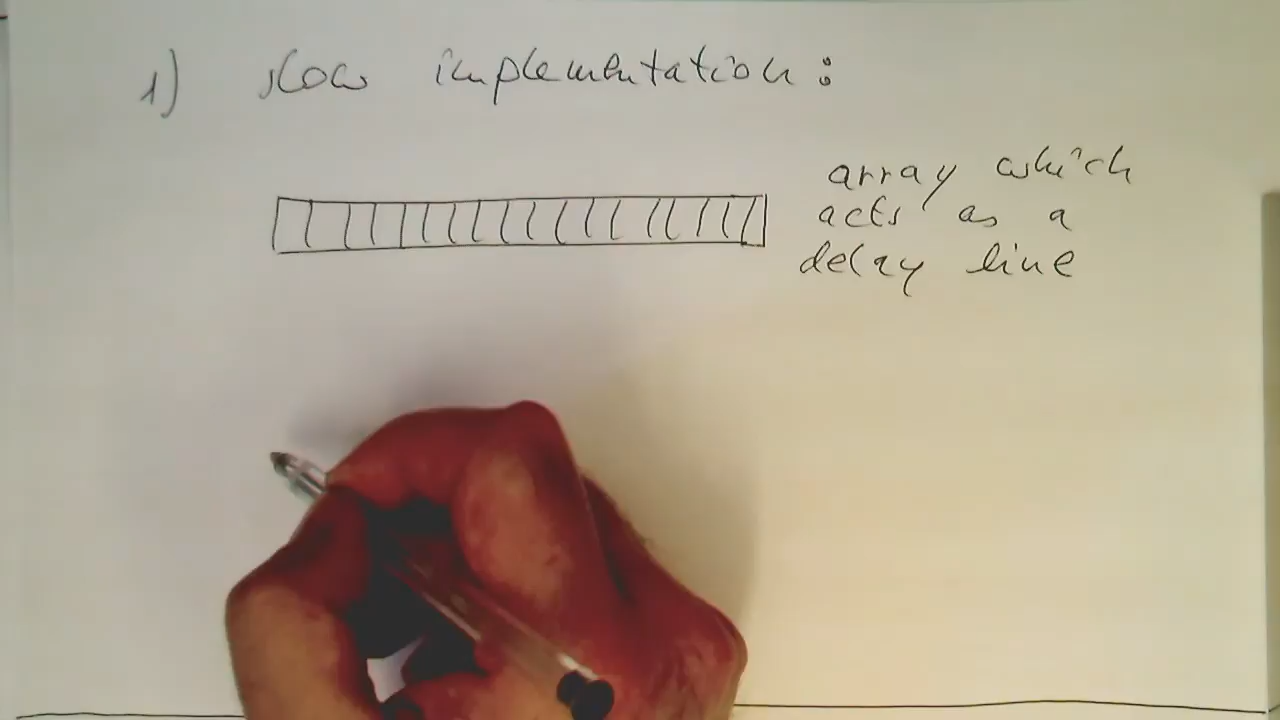 1) slow implementation:
array which
acts as a
delay line